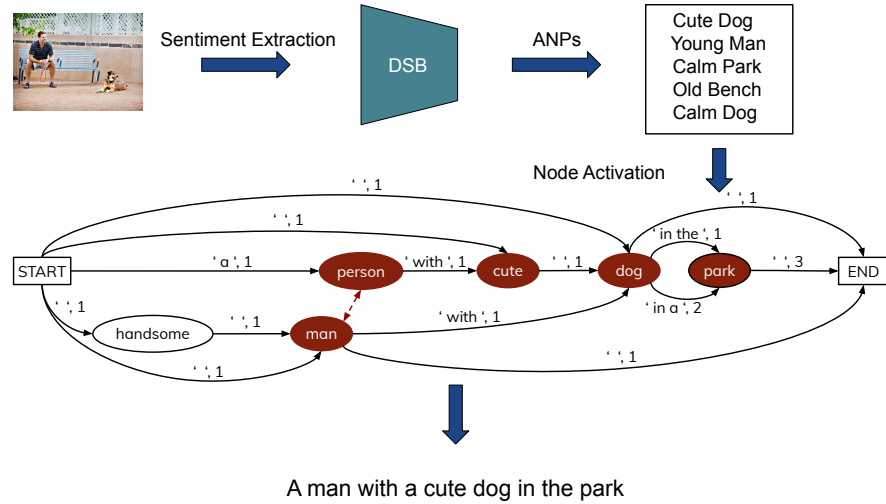 Sentiment Extraction
DSB
ANPs
Cute Dog
Young Man
Calm Park
Old Bench
Calm Dog
Node Activation
‘ ‘, 1
‘ ‘, 1
‘ ‘, 1
‘ in the ‘, 1
START
‘ a ‘, 1
person
‘ with ‘, 1
cute
‘ ‘, 1
dog
park
‘ ‘, 3
END
‘ in a ‘, 2
‘ ‘, 1
handsome
‘ ‘, 1
man
‘ with ‘, 1
‘ ‘, 1
‘ ‘, 1
A man with a cute dog in the park